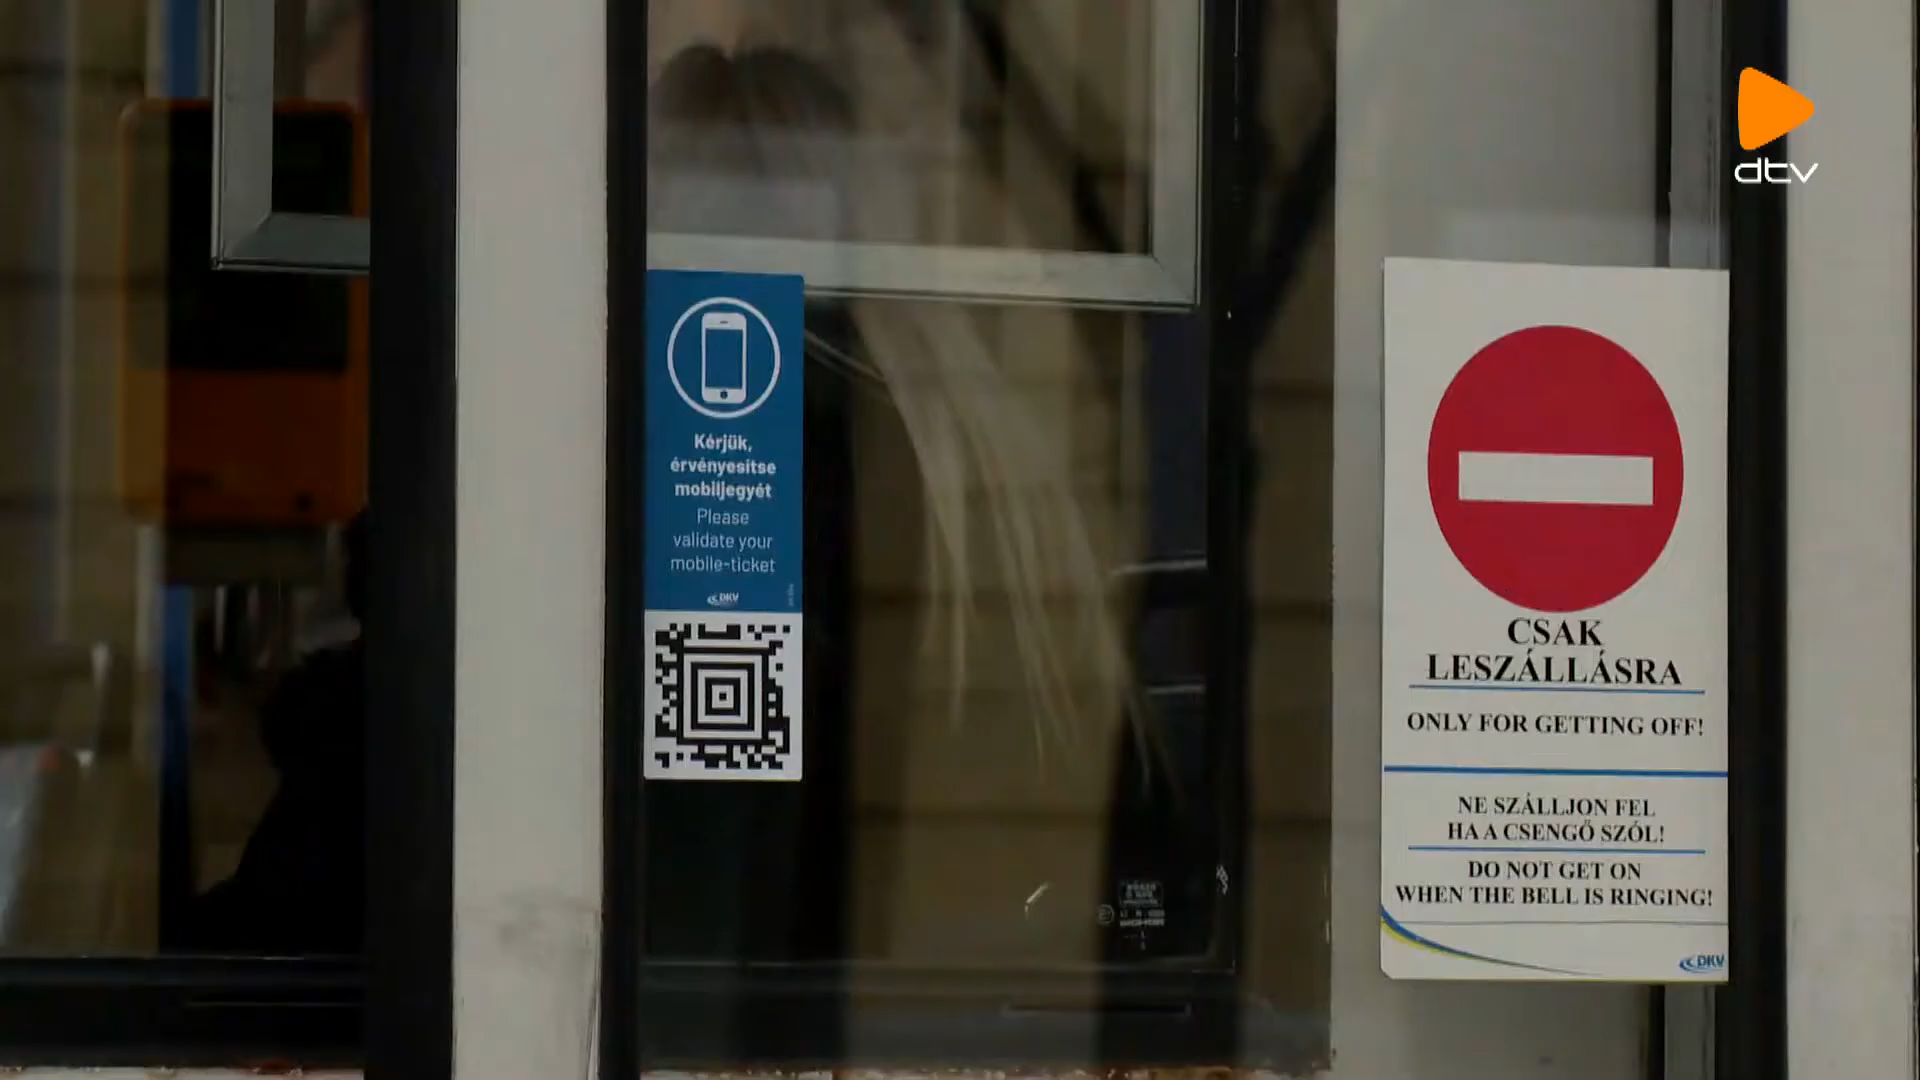 dtv
Kérjük,
érvényesítse
mobiljegyét
Please
validate your
mobile-ticket
DKV
CSAK
LESZÁLLÁSRA
ONLY FOR GETTING OFF!
NE SZÁLLJON FEL
HA A CSENGŐ SZÓL!
DO NOT GET ON
WHEN THE BELL IS RINGING!
DKV